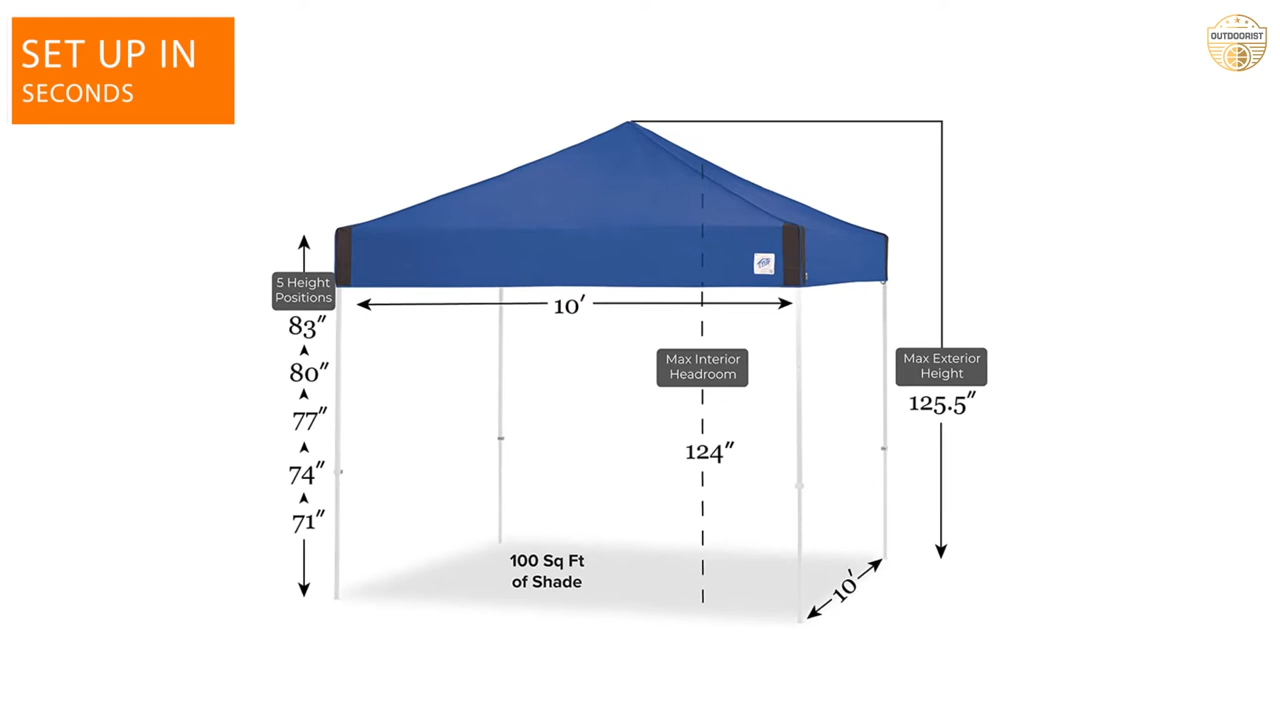 SET UP IN
SECONDS
OUTDOORIST
5 Height
Positions
83″
80″
77″
74″
71″
10′
Max Interior
Headroom
124″
Max Exterior
Height
125.5″
100 Sq Ft
of Shade
10′